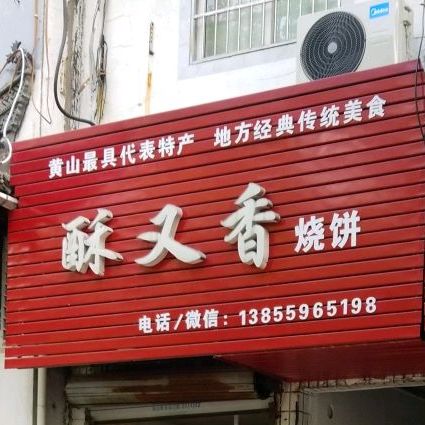 Midea
黄山最具代表特产 地方经典传统美食
酥又香 烧饼
电话/微信：13855965198